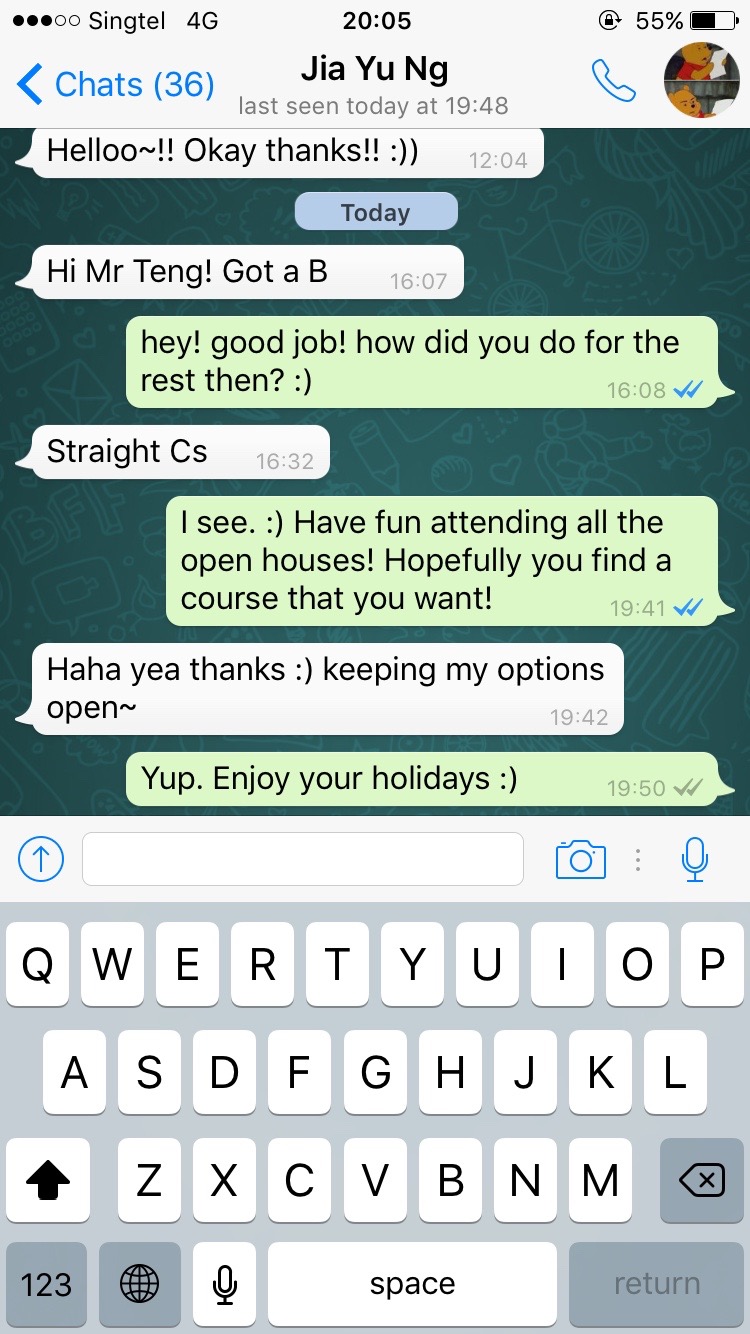 Singtel 4G 20:05 55%
Chats (36) Jia Yu Ng
last seen today at 19:48
Helloo~!! Okay thanks!! :)) 12:04
Today
Hi Mr Teng! Got a B 16:07
hey! good job! how did you do for the
rest then? :) 16:08
Straight Cs 16:32
I see. :) Have fun attending all the
open houses! Hopefully you find a
course that you want! 19:41
Haha yea thanks :) keeping my options
open~ 19:42
Yup. Enjoy your holidays :) 19:50
Q W E R T Y U I O P
A S D F G H J K L
Z X C V B N M
123 space return